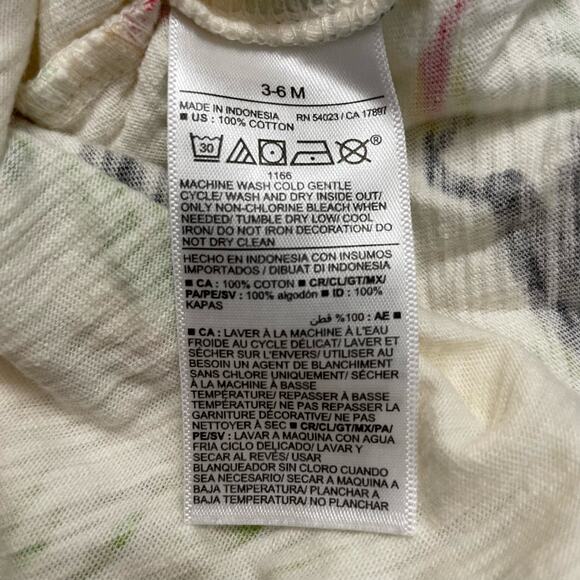 3-6 M
MADE IN INDONESIA RN 54023 / CA 17897
■ US : 100% COTTON
30 ®
1166
MACHINE WASH COLD GENTLE
CYCLE/ WASH AND DRY INSIDE OUT/
ONLY NON-CHLORINE BLEACH WHEN
NEEDED/ TUMBLE DRY LOW/ COOL
IRON/ DO NOT IRON DECORATION/ DO
NOT DRY CLEAN
HECHO EN INDONESIA CON INSUMOS
IMPORTADOS / DIBUAT DI INDONESIA
■ CA : 100% COTON ■ CR/CL/GT/MX/
PA/PE/SV : 100% algodón ■ ID : 100%
KAPAS
■ AE : 100% قطن
■ CA : LAVER À LA MACHINE À L'EAU
FROIDE AU CYCLE DÉLICAT/ LAVER ET
SÉCHER SUR L'ENVERS/ UTILISER AU
BESOIN UN AGENT DE BLANCHIMENT
SANS CHLORE UNIQUEMENT/ SÉCHER
À LA MACHINE À BASSE
TEMPÉRATURE/ REPASSER À BASSE
TEMPÉRATURE/ NE PAS REPASSER LA
GARNITURE DÉCORATIVE/ NE PAS
NETTOYER À SEC ■ CR/CL/GT/MX/PA/
PE/SV : LAVAR A MAQUINA CON AGUA
FRIA CICLO DELICADO/ LAVAR Y
SECAR AL REVÉS/ USAR
BLANQUEADOR SIN CLORO CUANDO
SEA NECESARIO/ SECAR A MAQUINA A
BAJA TEMPERATURA/ PLANCHAR A
BAJA TEMPERATURA/ NO PLANCHAR